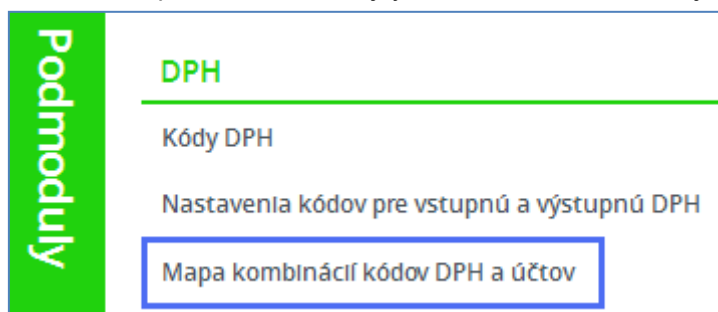 Podmoduly
DPH
Kódy DPH
Nastavenia kódov pre vstupnú a výstupnú DPH
Mapa kombinácií kódov DPH a účtov